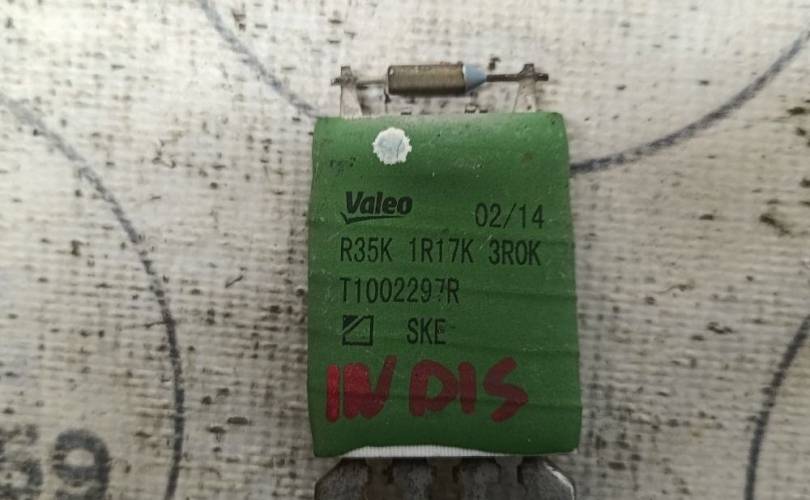 Valeo 02/14
R35K 1R17K 3R0K
T1002297R
SKE
IN DIS